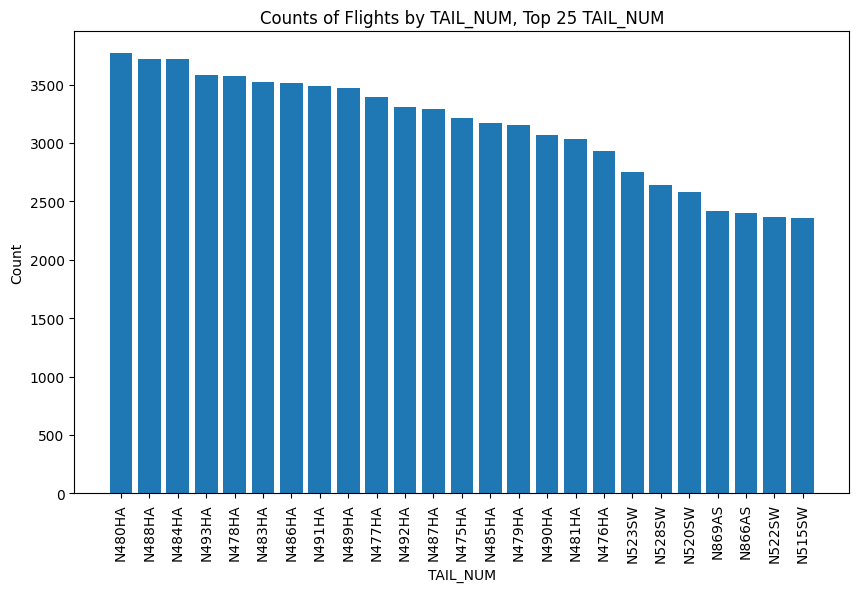 Counts of Flights by TAIL_NUM, Top 25 TAIL_NUM
Count
3500
3000
2500
2000
1500
1000
500
0
N480HA
N488HA
N484HA
N493HA
N478HA
N483HA
N486HA
N491HA
N489HA
N477HA
N492HA
N487HA
N475HA
N485HA
N479HA
N490HA
N481HA
N476HA
N523SW
N528SW
N520SW
N869AS
N866AS
N522SW
N515SW
TAIL_NUM